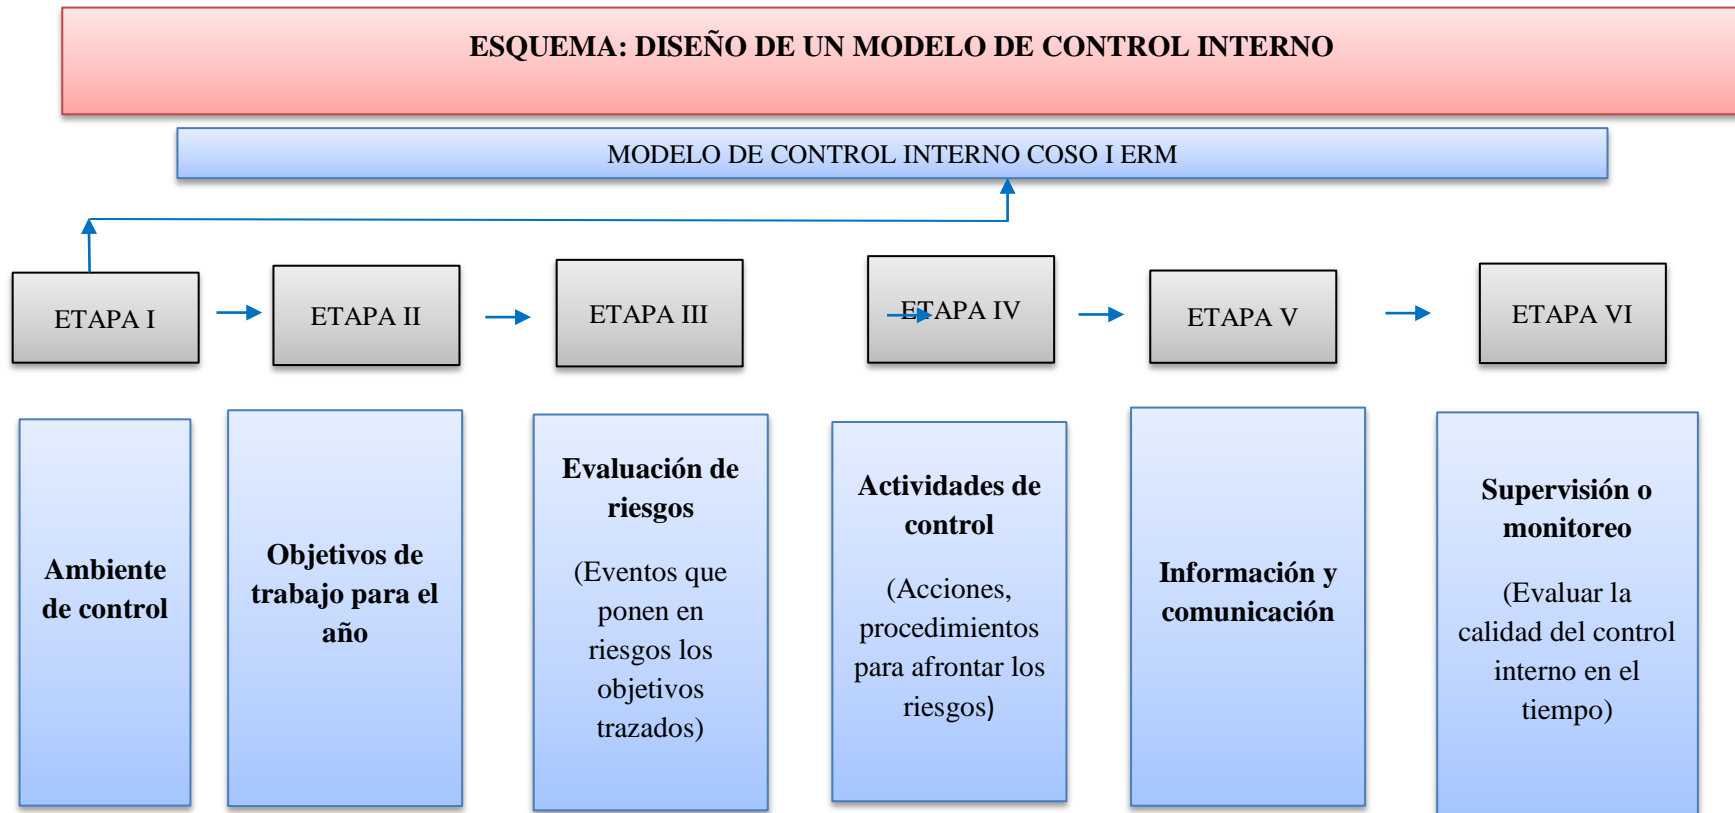 ESQUEMA: DISEÑO DE UN MODELO DE CONTROL INTERNO
MODELO DE CONTROL INTERNO COSO I ERM
ETAPA I
ETAPA II
ETAPA III
ETAPA IV
ETAPA V
ETAPA VI
Ambiente
de control
Objetivos de
trabajo para el
año
Evaluación de
riesgos
(Eventos que
ponen en
riesgos los
objetivos
trazados)
Actividades de
control
(Acciones,
procedimientos
para afrontar los
riesgos)
Información y
comunicación
Supervisión o
monitoreo
(Evaluar la
calidad del control
interno en el
tiempo)